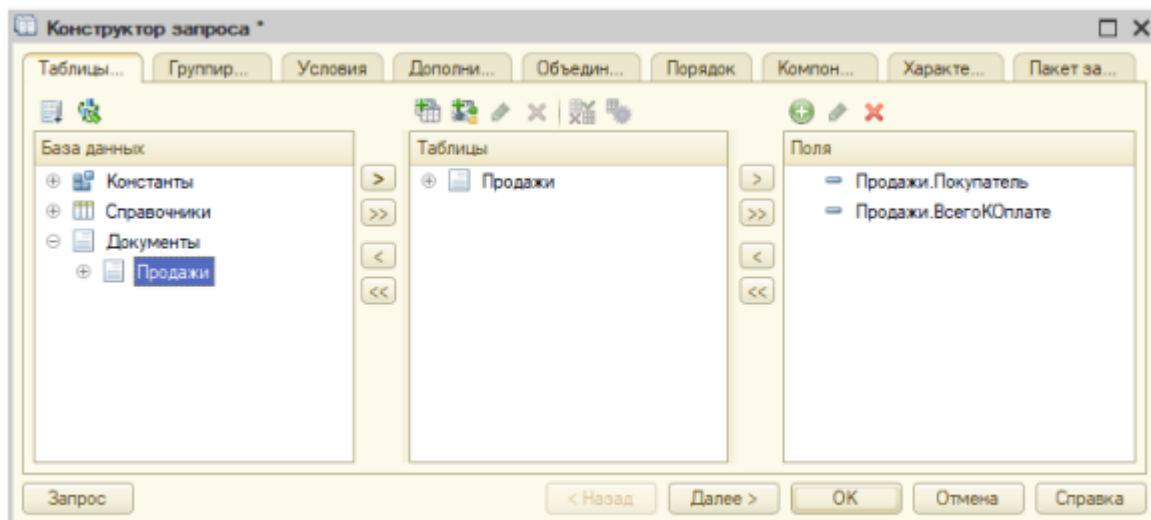 Конструктор запроса *
Таблицы... Группир... Условия Дополни... Объедин... Порядок Компон... Характе... Пакет за...
База данных Таблицы Поля
Константы > Продажи > Продажи.Покупатель
Справочники >> >> Продажи.ВсегоКОплате
Документы < <
Продажи << <<
Запрос < Назад Далее > ОК Отмена Справка